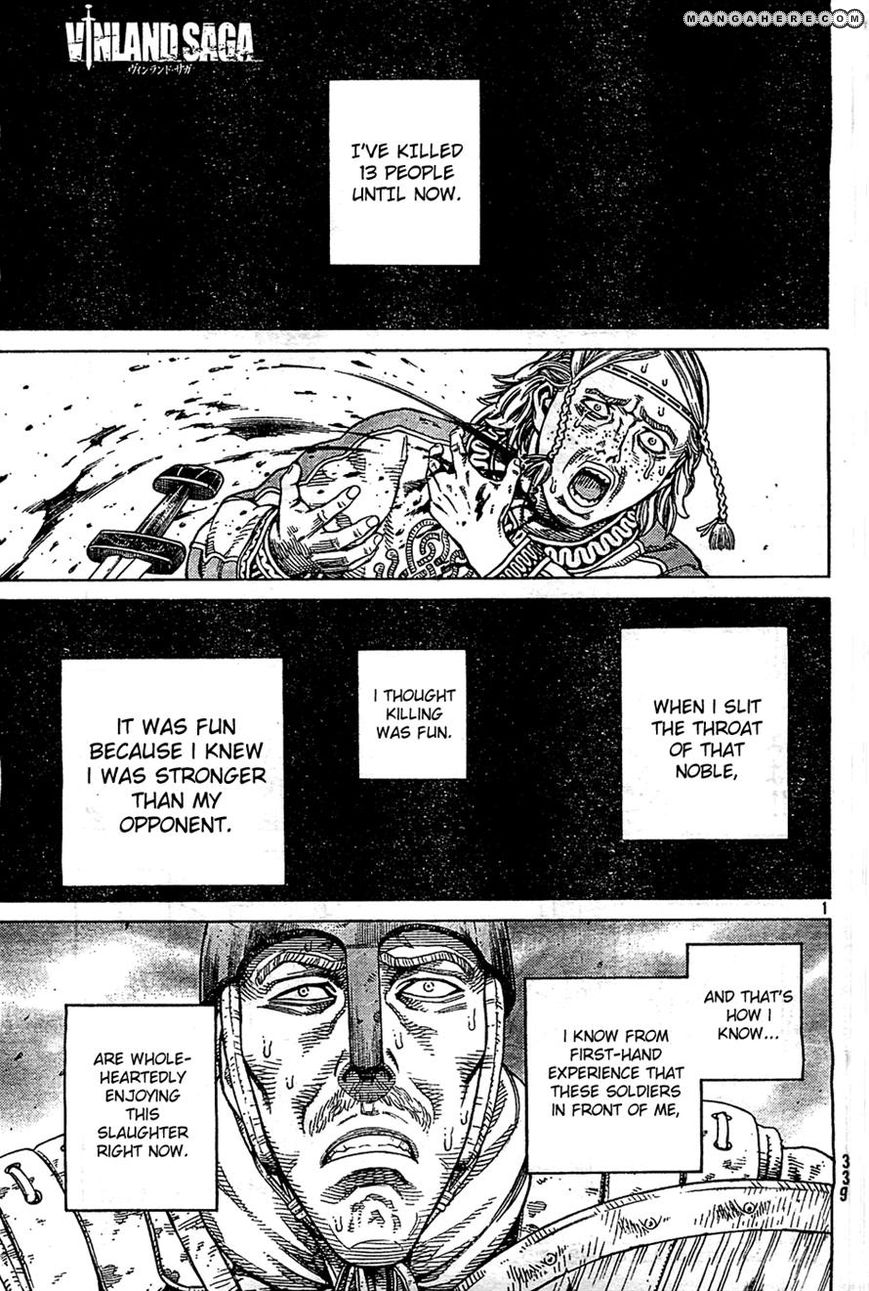 MANGAHERE.COM
VINLAND SAGA
ヴィンランド・サガ
I'VE KILLED
13 PEOPLE
UNTIL NOW.
WHEN I SLIT
THE THROAT
OF THAT
NOBLE,
I THOUGHT
KILLING
WAS FUN.
IT WAS FUN
BECAUSE I KNEW
I WAS STRONGER
THAN MY
OPPONENT.
1
AND THAT'S
HOW I
KNOW...
I KNOW FROM
FIRST-HAND
EXPERIENCE THAT
THESE SOLDIERS
IN FRONT OF ME,
ARE WHOLE-
HEARTEDLY
ENJOYING
THIS
SLAUGHTER
RIGHT NOW.
339